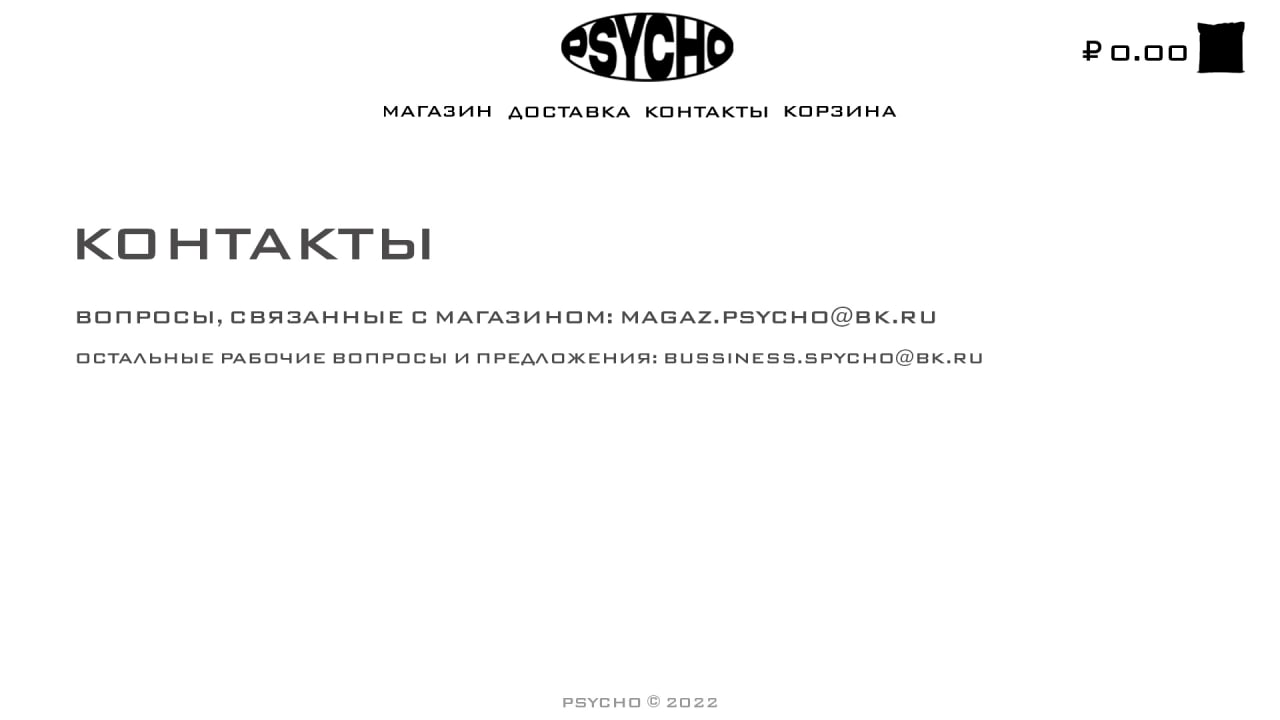 PSYCHO
₽ 0.00
МАГАЗИН ДОСТАВКА КОНТАКТЫ КОРЗИНА
КОНТАКТЫ
ВОПРОСЫ, СВЯЗАННЫЕ С МАГАЗИНОМ: MAGAZ.PSYCHO@BK.RU
ОСТАЛЬНЫЕ РАБОЧИЕ ВОПРОСЫ И ПРЕДЛОЖЕНИЯ: BUSSINESS.SPYCHO@BK.RU
PSYCHO © 2022